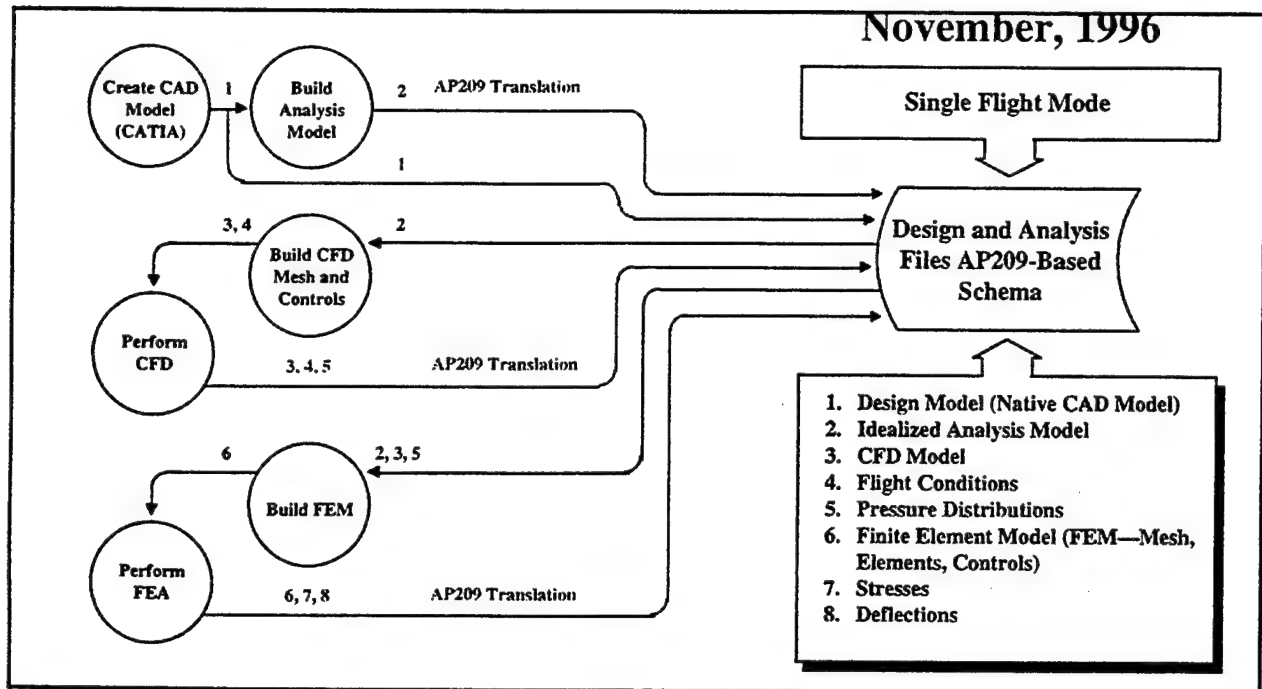 November, 1996
Create CAD
Model
(CATIA)
1
Build
Analysis
Model
2
AP209 Translation
1
Single Flight Mode
3, 4
Build CFD
Mesh and
Controls
2
Design and Analysis
Files AP209-Based
Schema
Perform
CFD
3, 4, 5
AP209 Translation
6
Build FEM
2, 3, 5
Perform
FEA
6, 7, 8
AP209 Translation
1. Design Model (Native CAD Model)
2. Idealized Analysis Model
3. CFD Model
4. Flight Conditions
5. Pressure Distributions
6. Finite Element Model (FEM—Mesh,
Elements, Controls)
7. Stresses
8. Deflections